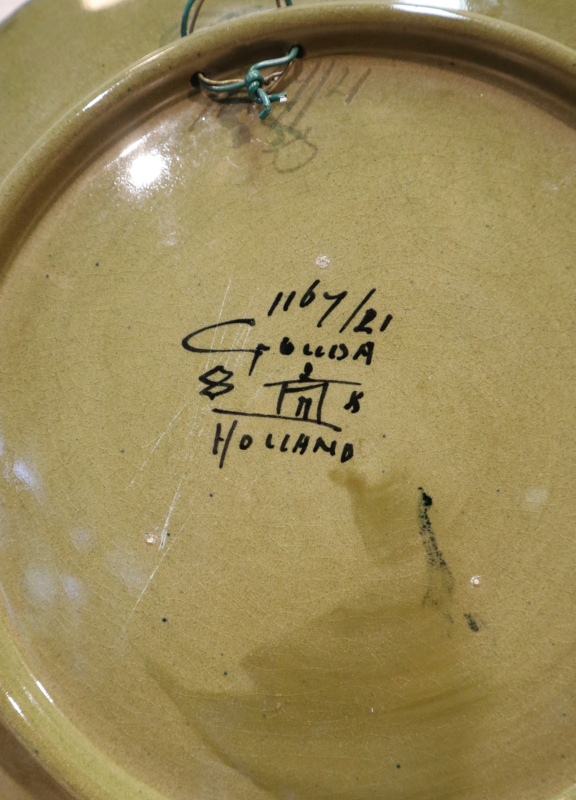 1167/21
GOUDA
8 K
HOLLAND